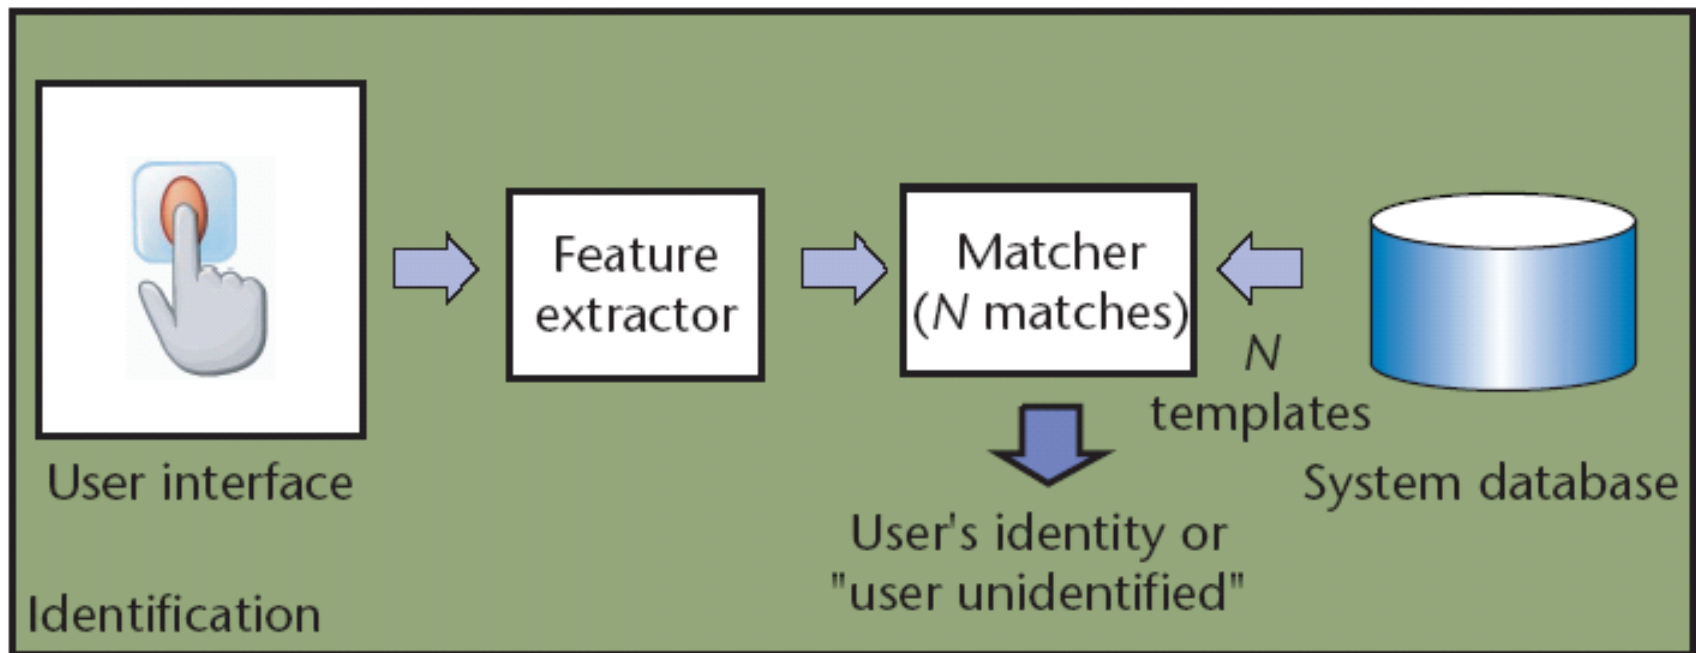 User interface
Feature
extractor
Matcher
(N matches)
N
templates
System database
User's identity or
"user unidentified"
Identification